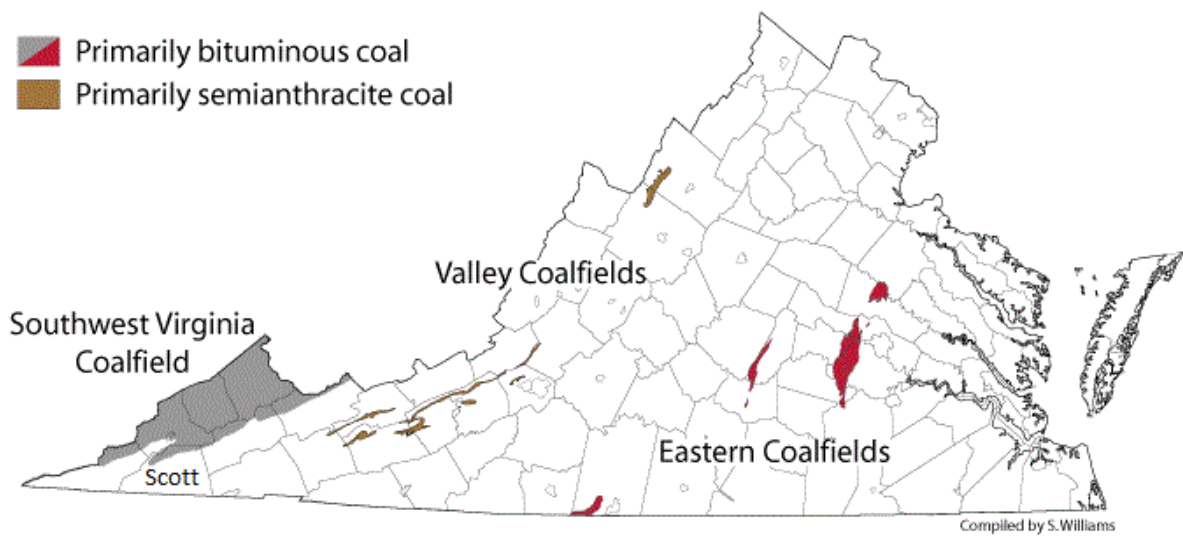 Primarily bituminous coal
Primarily semianthracite coal
Valley Coalfields
Southwest Virginia
Coalfield
Scott
Eastern Coalfields
Compiled by S.Williams